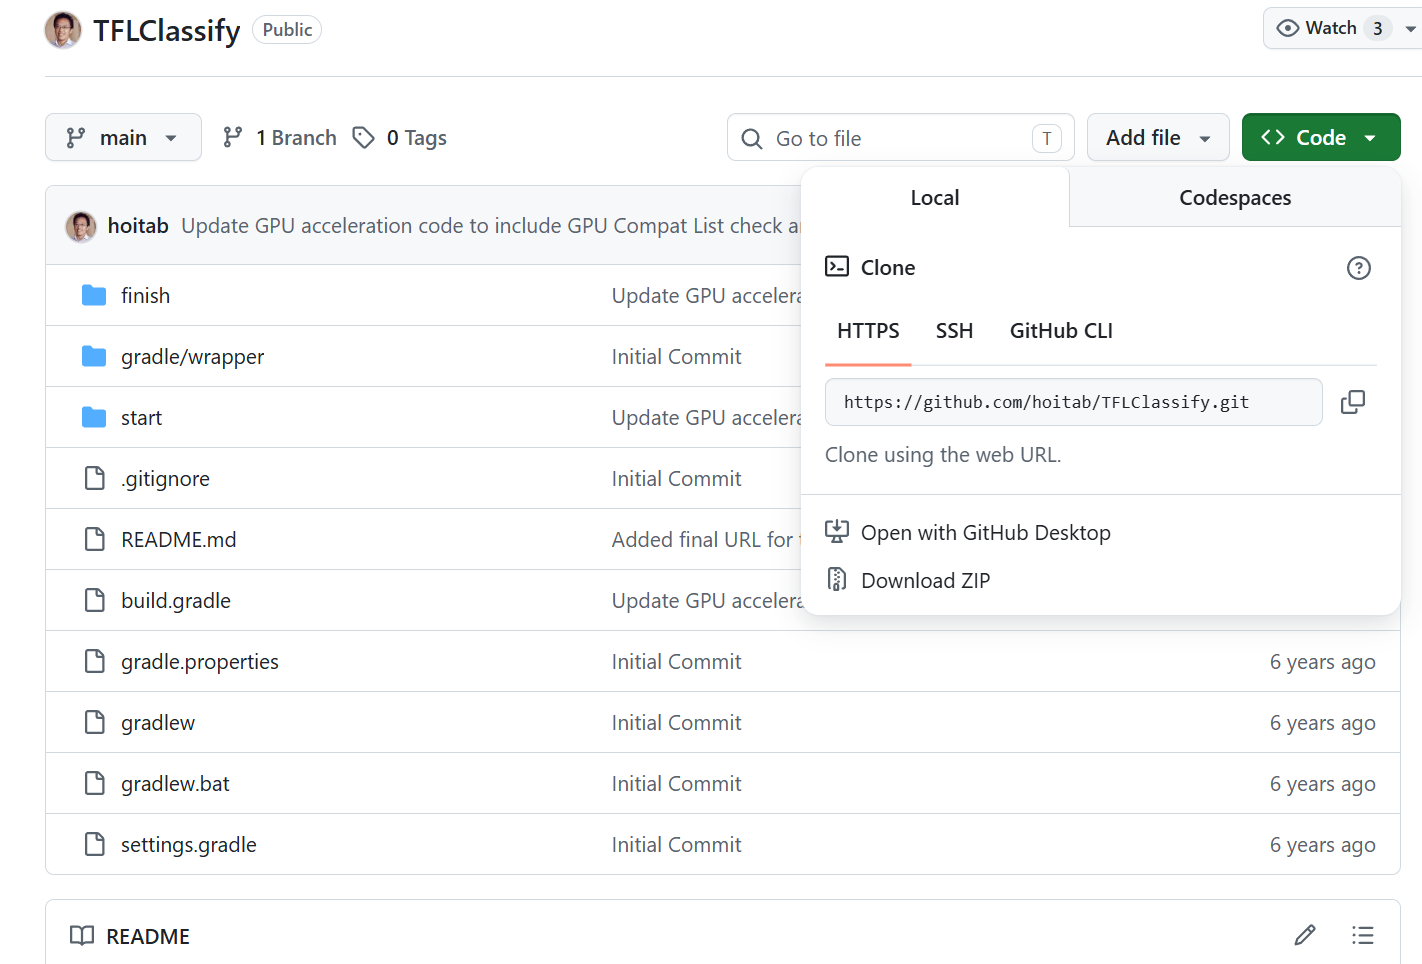 TFLClassify Public Watch 3
main 1 Branch 0 Tags Go to file T Add file Code
Local Codespaces
hoitab Update GPU acceleration code to include GPU Compat List check
Clone
finish Update GPU
HTTPS SSH GitHub CLI
gradle/wrapper Initial Commit
https://github.com/hoitab/TFLClassify.git
start Update GPU
Clone using the web URL.
.gitignore Initial Commit
Open with GitHub Desktop
README.md Added final URL for
Download ZIP
build.gradle Update GPU
gradle.properties Initial Commit 6 years ago
gradlew Initial Commit 6 years ago
gradlew.bat Initial Commit 6 years ago
settings.gradle Initial Commit 6 years ago
README